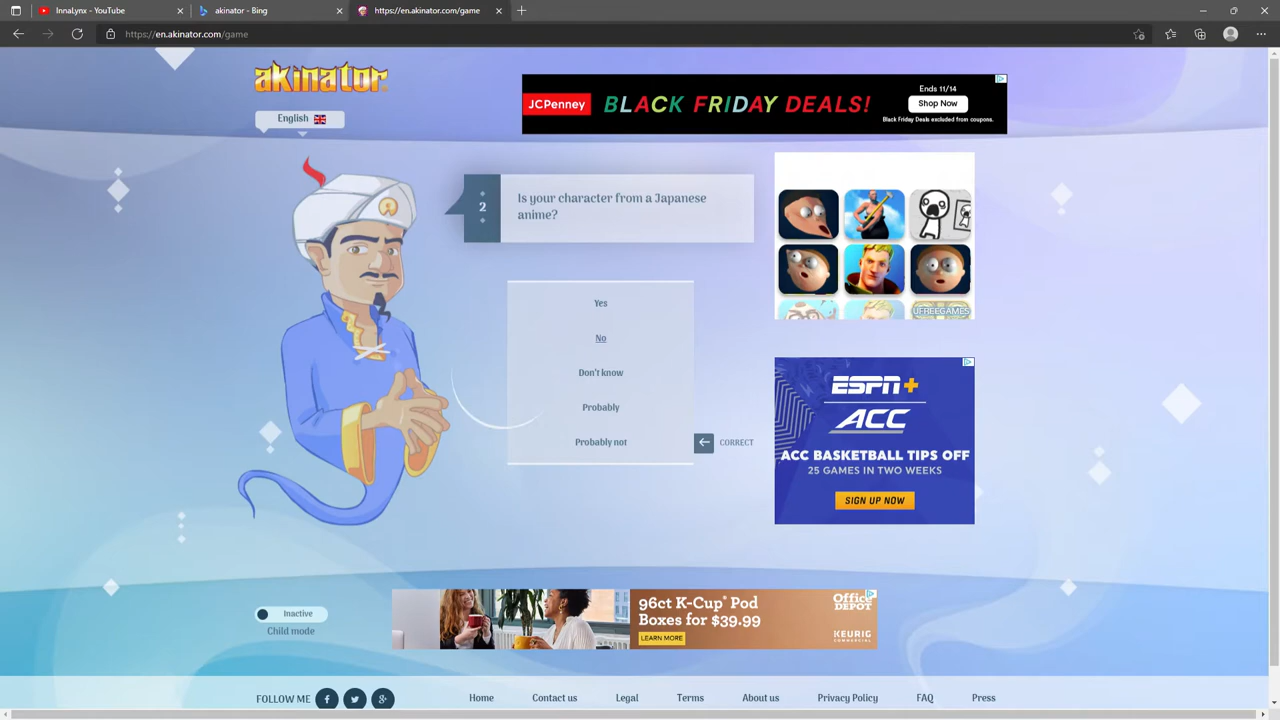 Innalynx - YouTube
akinator - Bing
https://en.akinator.com/game
https://en.akinator.com/game
akinator
English
JCPenney
BLACK FRIDAY DEALS!
Ends 11/14
Shop Now
Black Friday Deals excluded from coupons.
2
Is your character from a Japanese
anime?
Yes
No
Don't know
Probably
Probably not
CORRECT
UFREEGAMES
ESPN+
ACC
ACC BASKETBALL TIPS OFF
25 GAMES IN TWO WEEKS
SIGN UP NOW
Inactive
Child mode
96ct K-Cup® Pod
Boxes for $39.99
LEARN MORE
Office
DEPOT
KEURIG
COMMERCIAL
FOLLOW ME
Home
Contact us
Legal
Terms
About us
Privacy Policy
FAQ
Press